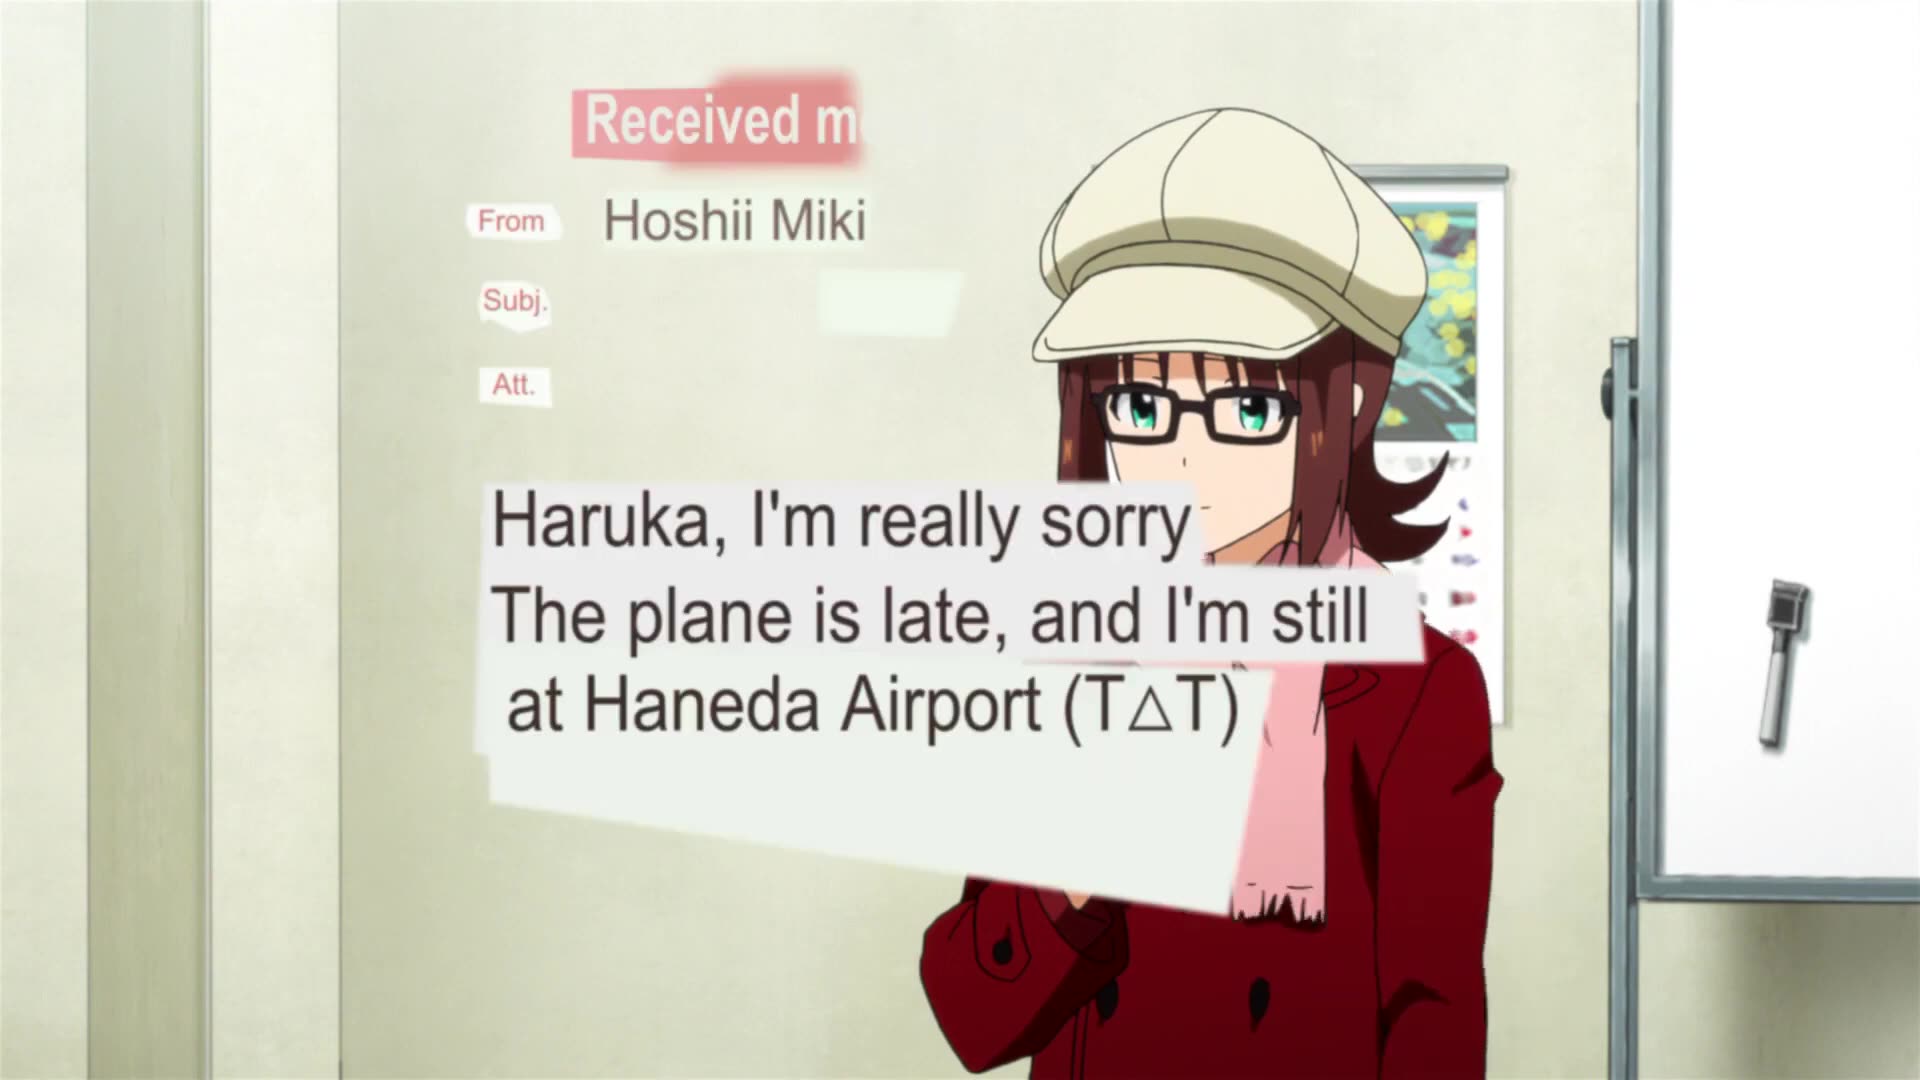 Received m
From Hoshii Miki
Subj.
Att.
Haruka, I'm really sorry
The plane is late, and I'm still
at Haneda Airport (T△T)